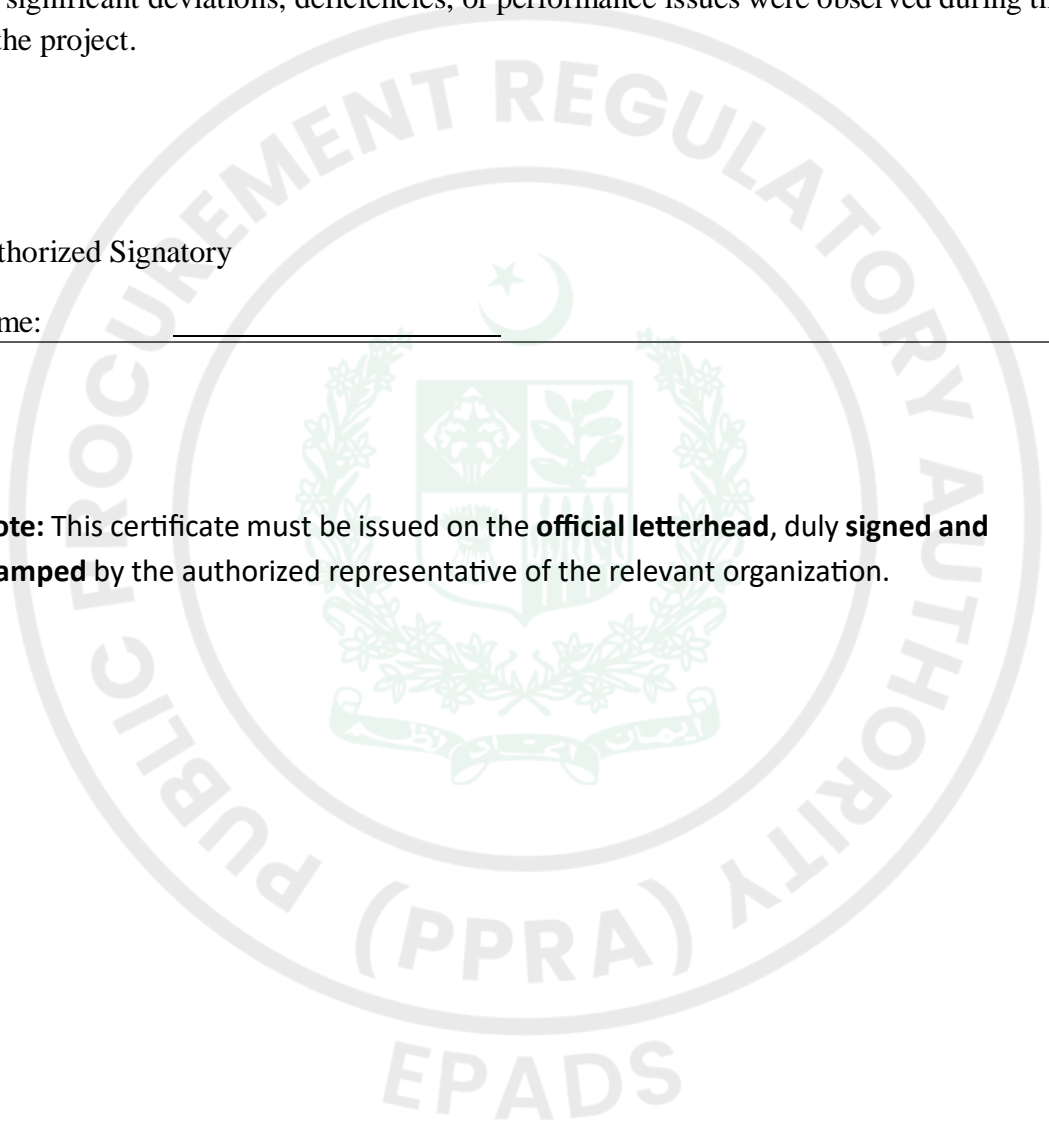 significant deviations, deficiencies, or performance issues were observed during th
the project.
thorized Signatory
me:
ote: This certificate must be issued on the official letterhead, duly signed and
amped by the authorized representative of the relevant organization.
PUBLIC PROCUREMENT REGULATORY AUTHORITY
(PPRA)
EPADS